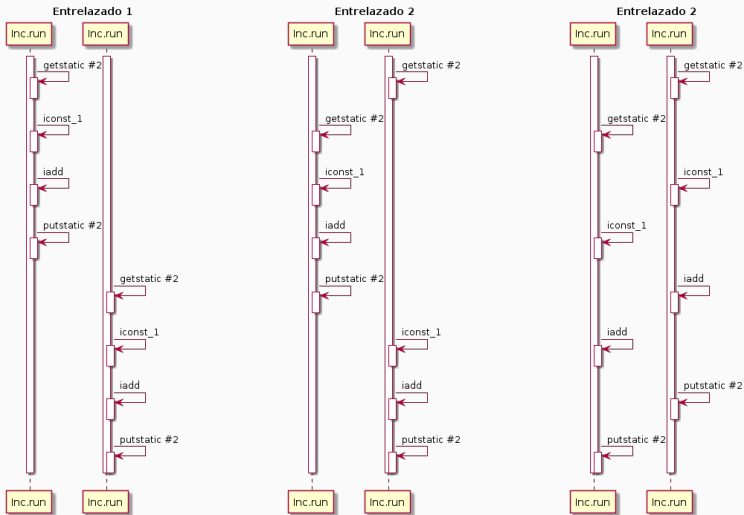 Entrelazado 1
Inc.run Inc.run
getstatic #2
iconst_1
iadd
putstatic #2
getstatic #2
iconst_1
iadd
putstatic #2
Inc.run Inc.run
Entrelazado 2
Inc.run Inc.run
getstatic #2
getstatic #2
iconst_1
iadd
putstatic #2
iconst_1
iadd
putstatic #2
Inc.run Inc.run
Entrelazado 2
Inc.run Inc.run
getstatic #2
getstatic #2
iconst_1
iconst_1
iadd
iadd
putstatic #2
putstatic #2
Inc.run Inc.run